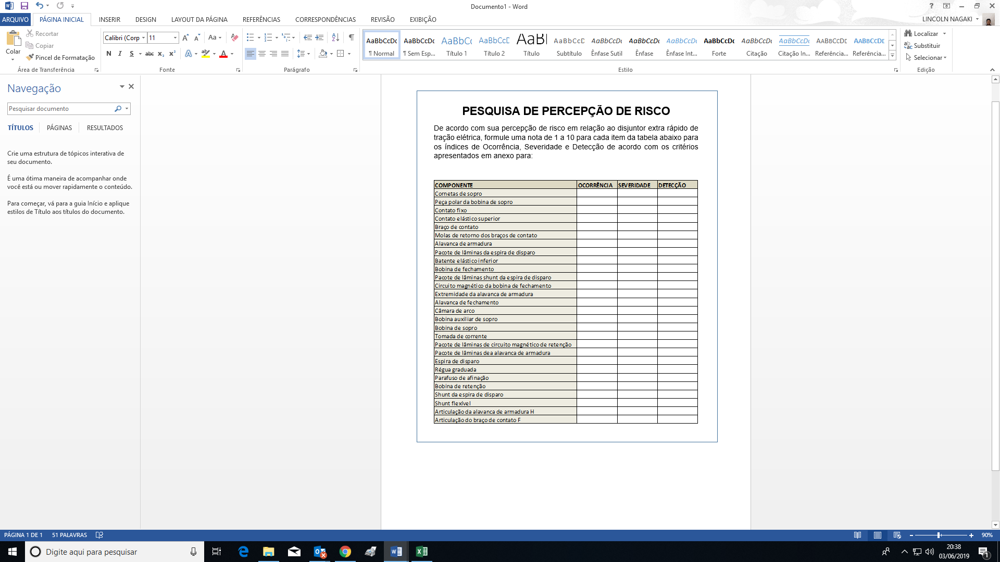 Documento1 - Word
ARQUIVO PÁGINA INICIAL INSERIR DESIGN LAYOUT DA PÁGINA REFERÊNCIAS CORRESPONDÊNCIAS REVISÃO EXIBIÇÃO LINCOLN NAGAKI
Colar
Recortar
Copiar
Pincel de Formatação
Área de Transferência
Calibri (Corp 11
N I S abc x₂ x²
Fonte
Parágrafo
AaBbCcDc AaBbCcDc AaBbCc AaBbCcD AaBl AaBbCcD AaBbCcDc AaBbCcDc AaBbCcDc AaBbCcDc AaBbCcDc AaBbCcDc AaBbCcDc AaBbCcDc
¶ Normal ¶ Sem Esp... Título 1 Título 2 Título Subtítulo Ênfase Sutil Ênfase Ênfase Int... Forte Citação Citação In... Referência... Referência...
Estilo
Localizar
Substituir
Selecionar
Edição
Navegação
Pesquisar documento
TÍTULOS PÁGINAS RESULTADOS
Crie uma estrutura de tópicos interativa de
seu documento.
É uma ótima maneira de acompanhar onde
você está ou mover rapidamente o conteúdo.
Para começar, vá para a guia Início e aplique
estilos de Título aos títulos do documento.
PESQUISA DE PERCEPÇÃO DE RISCO
De acordo com sua percepção de risco em relação ao disjuntor extra rápido de
tração elétrica, formule uma nota de 1 a 10 para cada item da tabela abaixo para
os índices de Ocorrência, Severidade e Detecção de acordo com os critérios
apresentados em anexo para:
COMPONENTE OCORRÊNCIA SEVERIDADE DETECÇÃO
Cornetas de sopro
Peça polar da bobina de sopro
Contato fixo
Contato elástico superior
Braço de contato
Molas de retorno dos braços de contato
Alavanca de armadura
Pacote de lâminas da espira de disparo
Batente elástico inferior
Bobina de fechamento
Pacote de lâminas shunt da espira de disparo
Circuito magnético da bobina de fechamento
Extremidade da alavanca de armadura
Alavanca de fechamento
Câmara de arco
Bobina auxiliar de sopro
Bobina de sopro
Tomada de corrente
Pacote de lâminas de circuito magnético de retenção
Pacote de lâminas dea alavanca de armadura
Espira de disparo
Régua graduada
Parafuso de afinação
Bobina de retenção
Shunt da espira de disparo
Shunt flexível
Articulação da alavanca de armadura H
Articulação do braço de contato F
PÁGINA 1 DE 1 51 PALAVRAS 90%
Digite aqui para pesquisar
20:38
03/06/2019